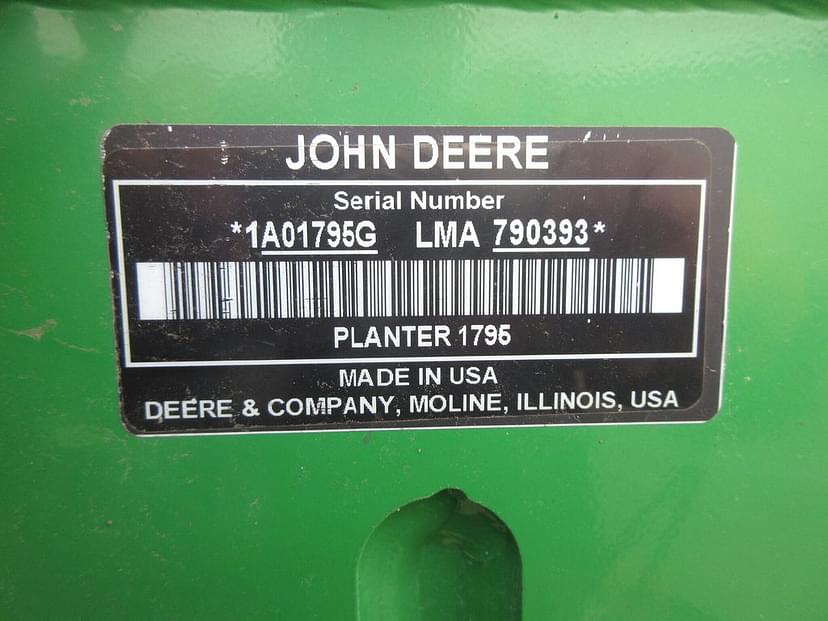 JOHN DEERE
Serial Number
*1A01795G LMA 790393*
PLANTER 1795
MADE IN USA
DEERE & COMPANY, MOLINE, ILLINOIS, USA